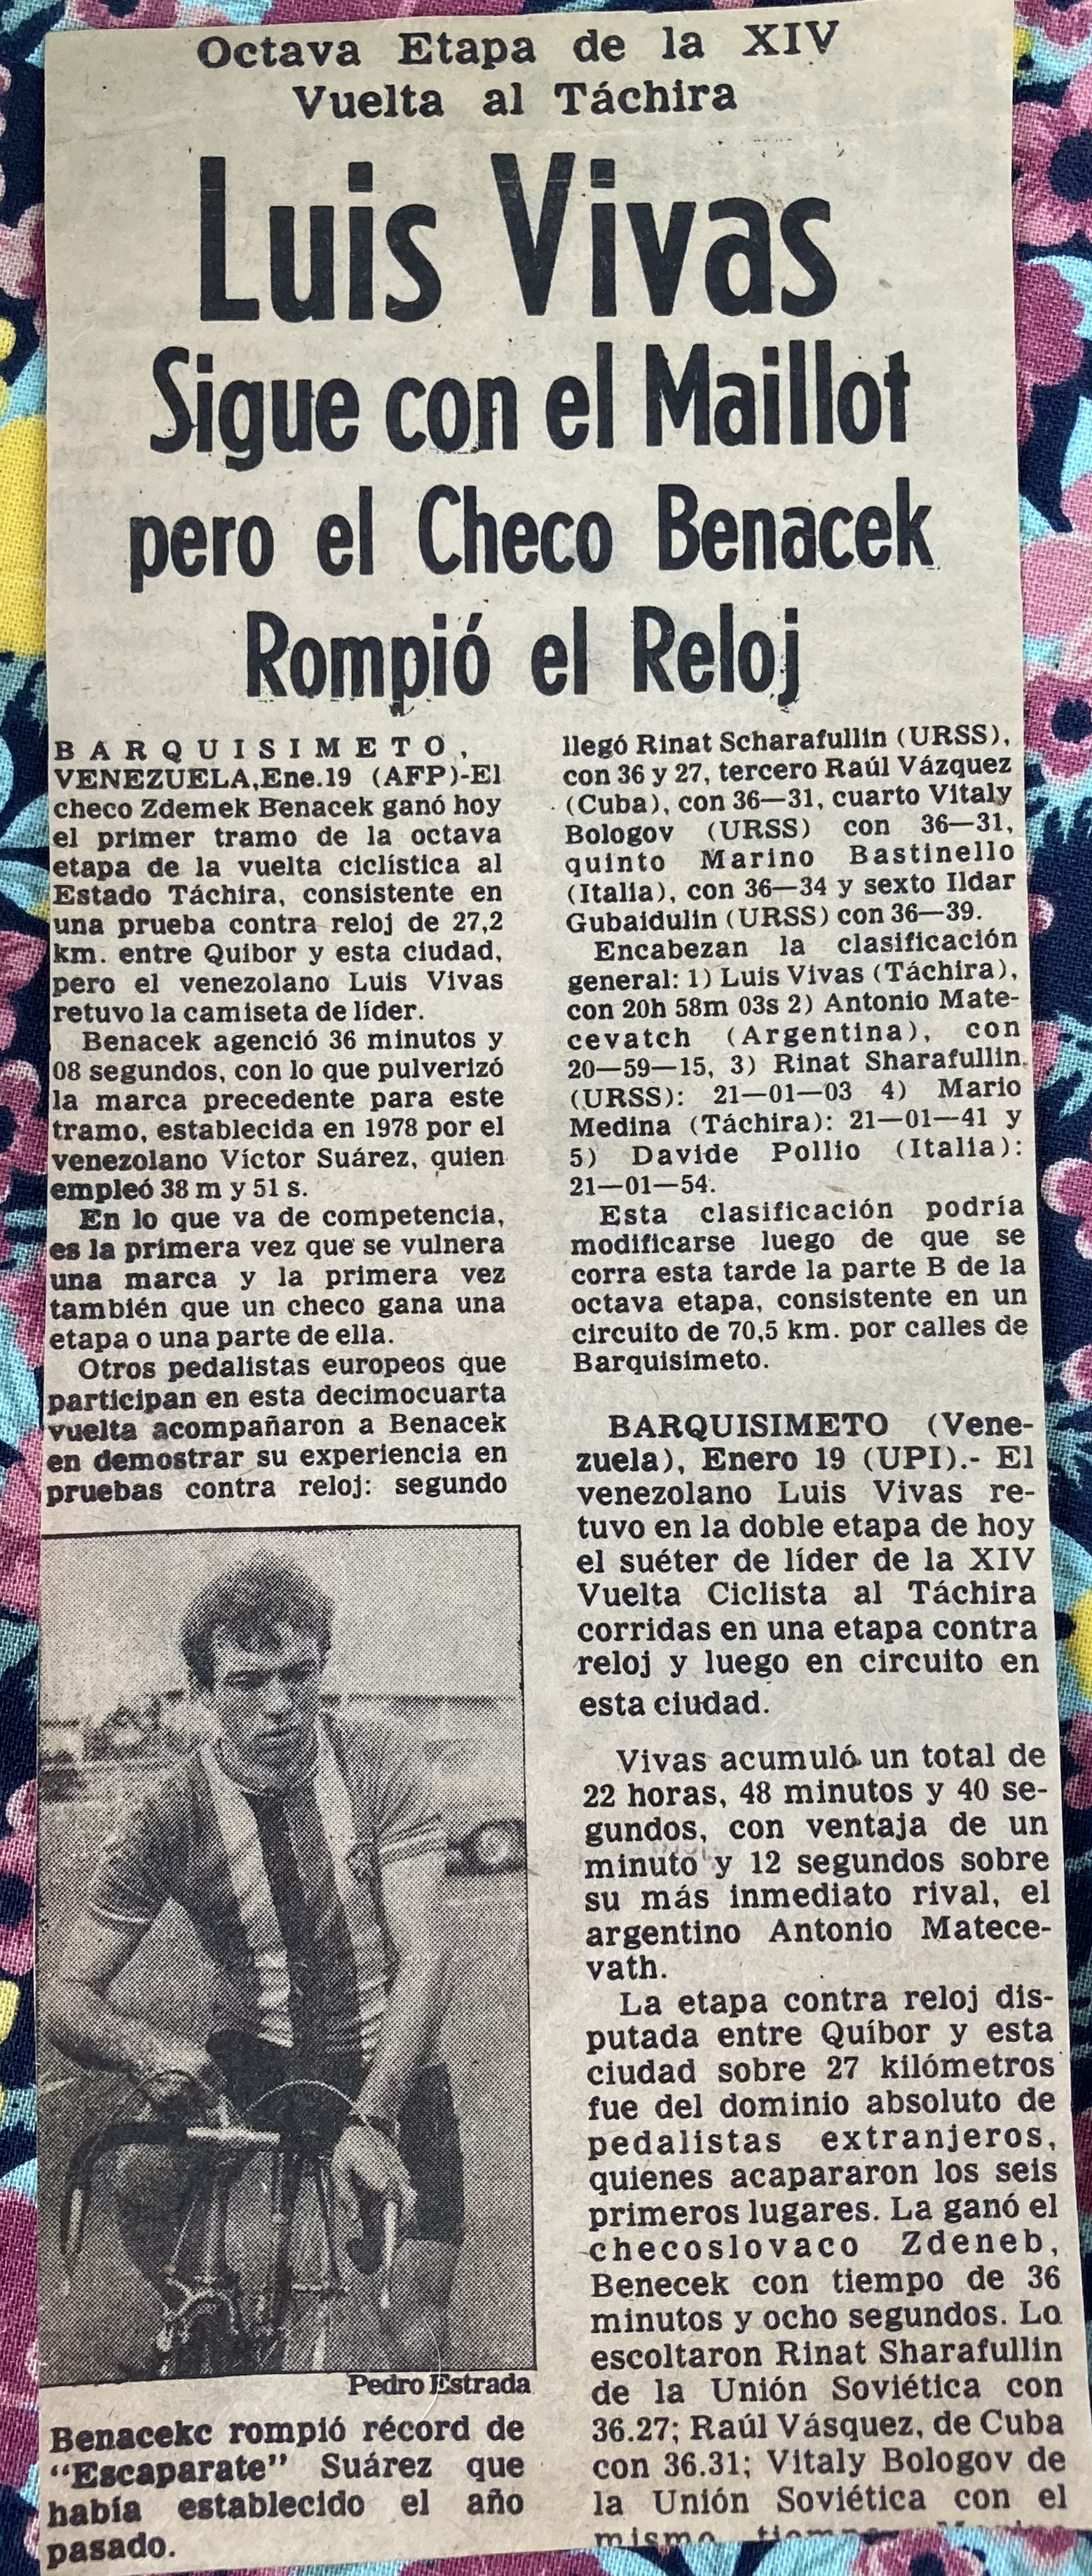 Octava Etapa de la XIV
Vuelta al Táchira
Luis Vivas
Sigue con el Maillot
pero el Checo Benacek
Rompió el Reloj
BARQUISIMETO,
VENEZUELA,Ene.19 (AFP)-El
checo Zdemek Benacek ganó hoy
el primer tramo de la octava
etapa de la vuelta ciclística al
Estado Táchira, consistente en
una prueba contra reloj de 27,2
km. entre Quibor y esta ciudad,
pero el venezolano Luis Vivas
retuvo la camiseta de líder.
Benacek agenció 36 minutos y
08 segundos, con lo que pulverizó
la marca precedente para este
tramo, establecida en 1978 por el
venezolano Víctor Suárez, quien
empleó 38 m y 51 s.
En lo que va de competencia,
es la primera vez que se vulnera
una marca y la primera vez
también que un checo gana una
etapa o una parte de ella.
Otros pedalistas europeos que
participan en esta decimocuarta
vuelta acompañaron a Benacek
en demostrar su experiencia en
pruebas contra reloj: segundo
llegó Rinat Scharafullin (URSS),
con 36 y 27, tercero Raúl Vázquez
(Cuba), con 36—31, cuarto Vitaly
Bologov (URSS) con 36—31,
quinto Marino Bastinello
(Italia), con 36—34 y sexto Ildar
Gubaidulin (URSS) con 36—39.
Encabezan la clasificación
general: 1) Luis Vivas (Táchira),
con 20h 58m 03s 2) Antonio Mate-
cevatch (Argentina), con
20—59—15, 3) Rinat Sharafullin
(URSS): 21—01—03 4) Mario
Medina (Táchira): 21—01—41 y
5) Davide Pollio (Italia):
21—01—54.
Esta clasificación podría
modificarse luego de que se
corra esta tarde la parte B de la
octava etapa, consistente en un
circuito de 70,5 km. por calles de
Barquisimeto.
BARQUISIMETO (Vene-
zuela), Enero 19 (UPI).- El
venezolano Luis Vivas re-
tuvo en la doble etapa de hoy
el suéter de líder de la XIV
Vuelta Ciclista al Táchira
corridas en una etapa contra
reloj y luego en circuito en
esta ciudad.
Vivas acumuló un total de
22 horas, 48 minutos y 40 se-
gundos, con ventaja de un
minuto y 12 segundos sobre
su más inmediato rival, el
argentino Antonio Matece-
vath.
La etapa contra reloj dis-
putada entre Quíbor y esta
ciudad sobre 27 kilómetros
fue del dominio absoluto de
pedalistas extranjeros,
quienes acapararon los seis
primeros lugares. La ganó el
checoslovaco Zdeneb,
Benecek con tiempo de 36
minutos y ocho segundos. Lo
escoltaron Rinat Sharafullin
de la Unión Soviética con
36.27; Raúl Vásquez, de Cuba
con 36.31; Vitaly Bologov de
la Unión Soviética con el
mismo
Pedro Estrada
Benacekc rompió récord de
“Escaparate” Suárez que
había establecido el año
pasado.